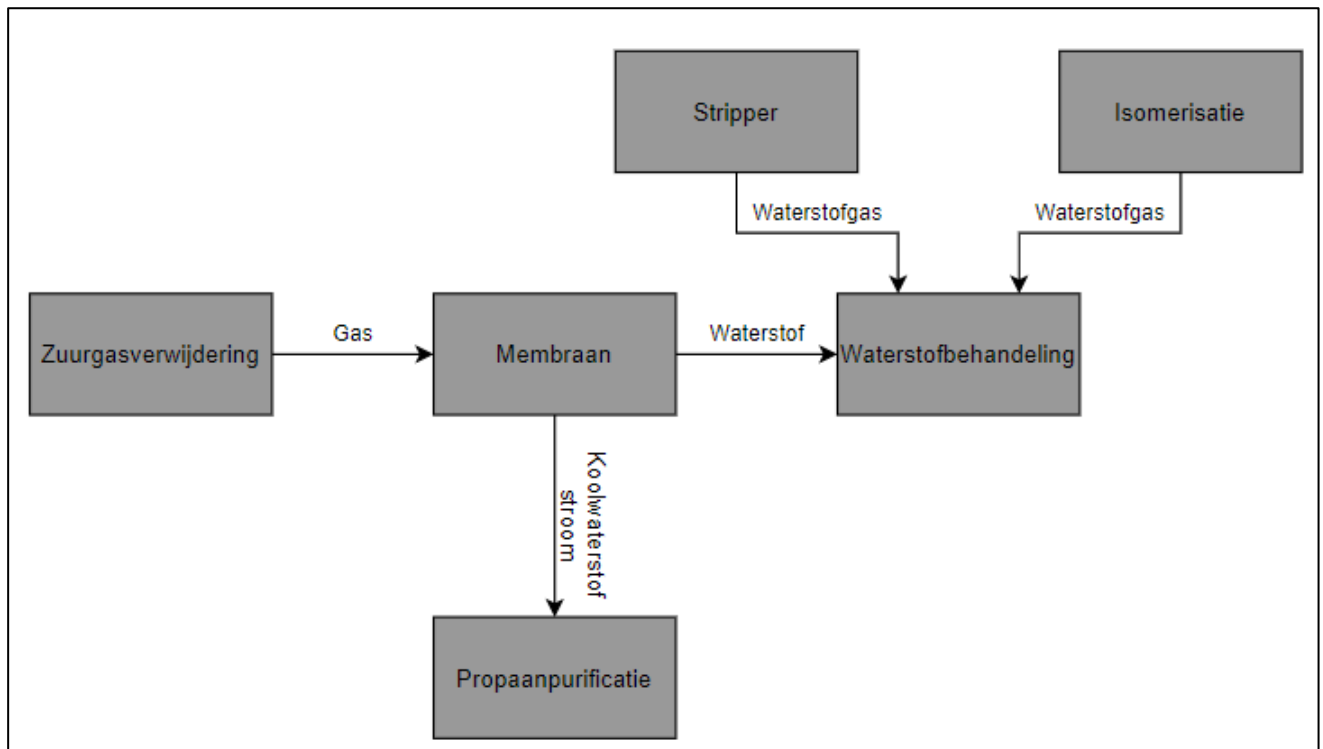 Stripper
Isomerisatie
Waterstofgas
Waterstofgas
Zuurgasverwijdering
Gas
Membraan
Waterstof
Waterstofbehandeling
Koolwaterstof
stroom
Propaanpurificatie